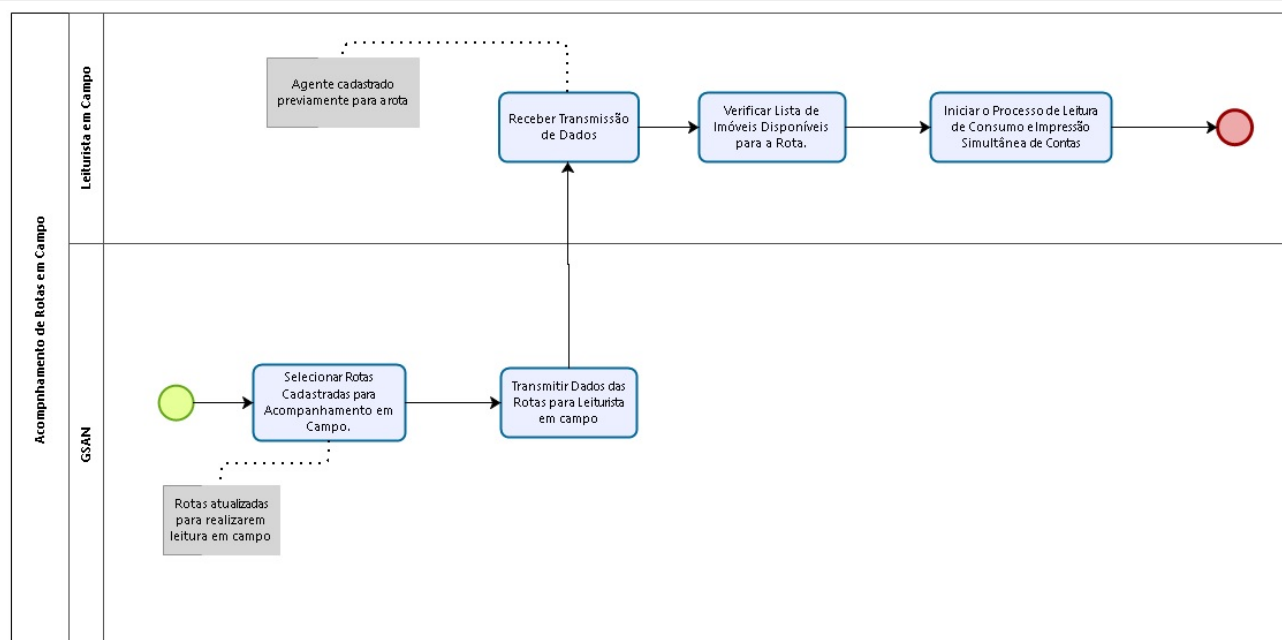 Acompnhamento de Rotas em Campo
Leiturista em Campo
Agente cadastrado
previamente para a rota
Receber Transmissão
de Dados
Verificar Lista de
Imóveis Disponíveis
para a Rota.
Iniciar o Processo de Leitura
de Consumo e Impressão
Simultânea de Contas
GSAN
Selecionar Rotas
Cadastradas para
Acompanhamento em
Campo.
Transmitir Dados das
Rotas para Leiturista
em campo
Rotas atualizadas
para realizarem
leitura em campo